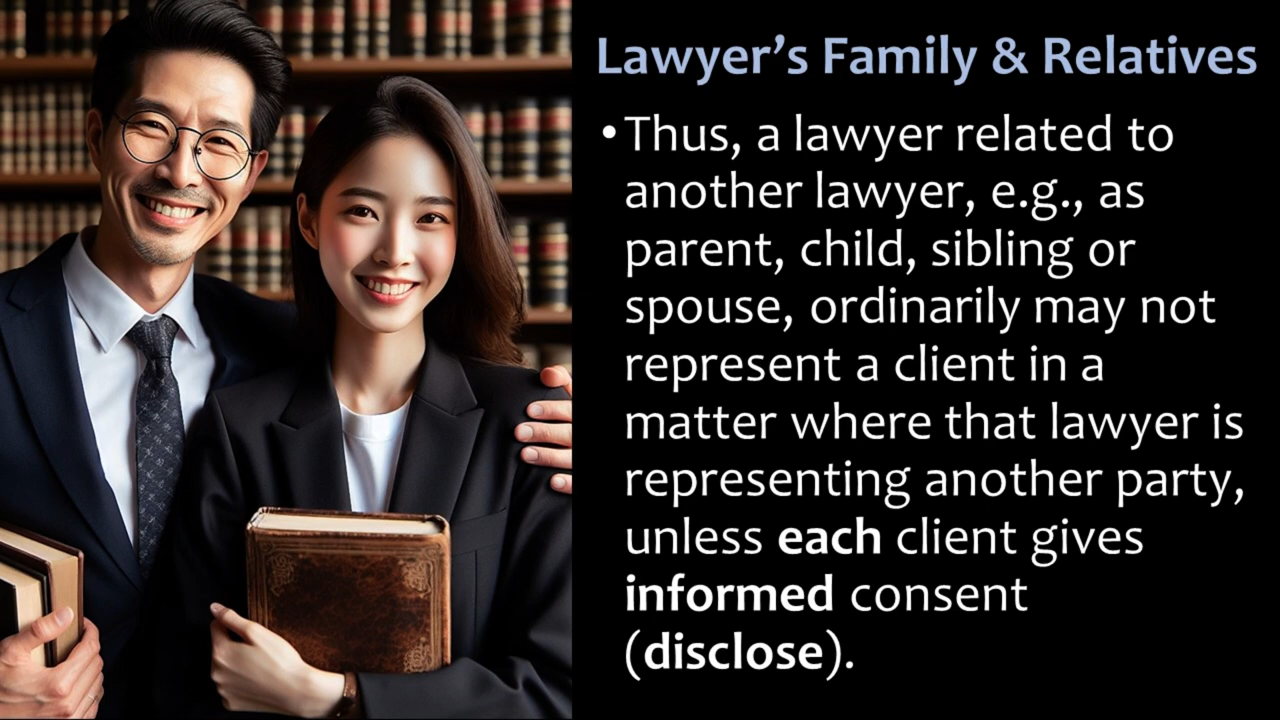 Lawyer’s Family & Relatives
•Thus, a lawyer related to
another lawyer, e.g., as
parent, child, sibling or
spouse, ordinarily may not
represent a client in a
matter where that lawyer is
representing another party,
unless each client gives
informed consent
(disclose).